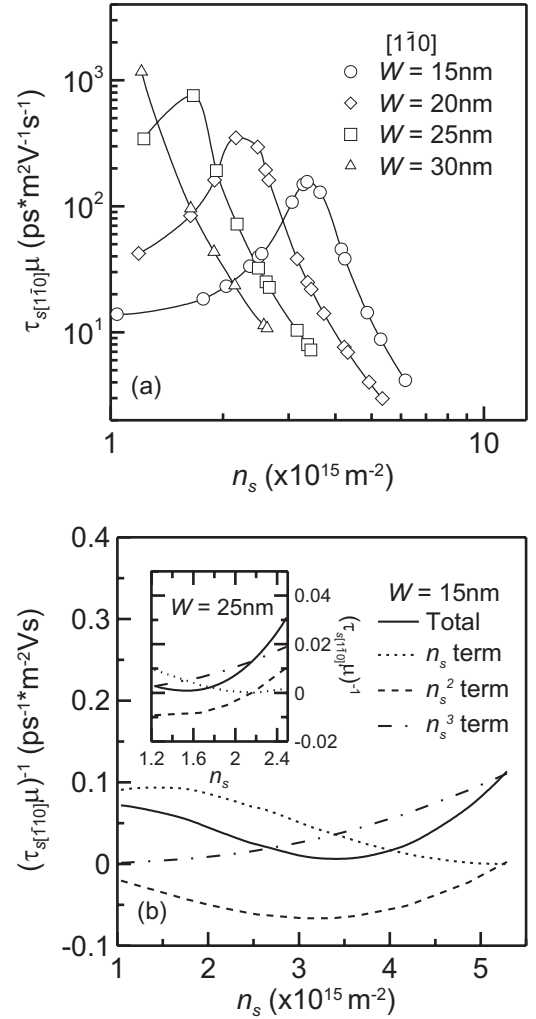 [11̄0]
W = 15nm
W = 20nm
W = 25nm
W = 30nm
10³
10²
10¹
τs[11̄0]μ (ps*m²V⁻¹s⁻¹)
(a)
1
2
10
nₛ (x10¹⁵ m⁻²)
0.4
0.3
0.2
0.1
0
-0.1
(τs[1̄10]μ)⁻¹ (ps⁻¹*m⁻²Vs)
W = 25nm
0.04
0.02
0
-0.02
(τs[11̄0]μ)⁻¹
1.2
1.6
2
2.4
nₛ
W = 15nm
Total
nₛ term
nₛ² term
nₛ³ term
(b)
1
2
3
4
5
nₛ (x10¹⁵ m⁻²)